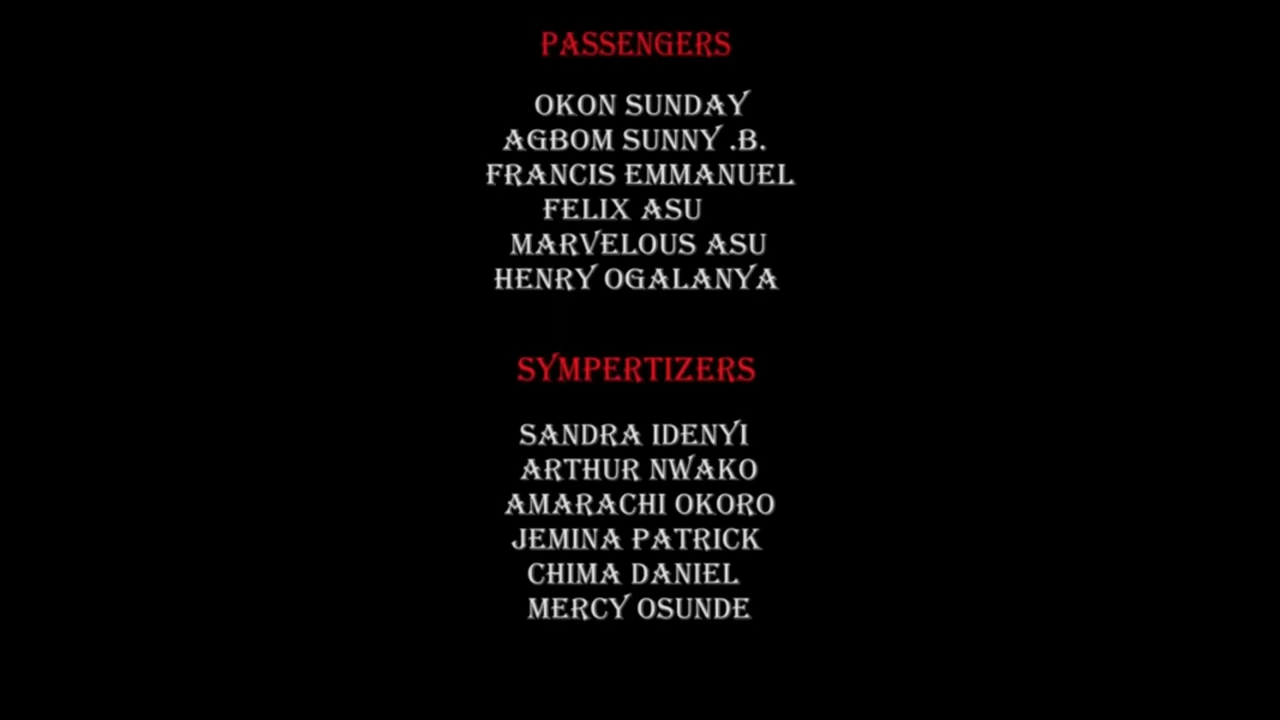 PASSENGERS
OKON SUNDAY
AGBOM SUNNY .B.
FRANCIS EMMANUEL
FELIX ASU
MARVELOUS ASU
HENRY OGALANYA
SYMPERTIZERS
SANDRA IDENYI
ARTHUR NWAKO
AMARACHI OKORO
JEMINA PATRICK
CHIMA DANIEL
MERCY OSUNDE